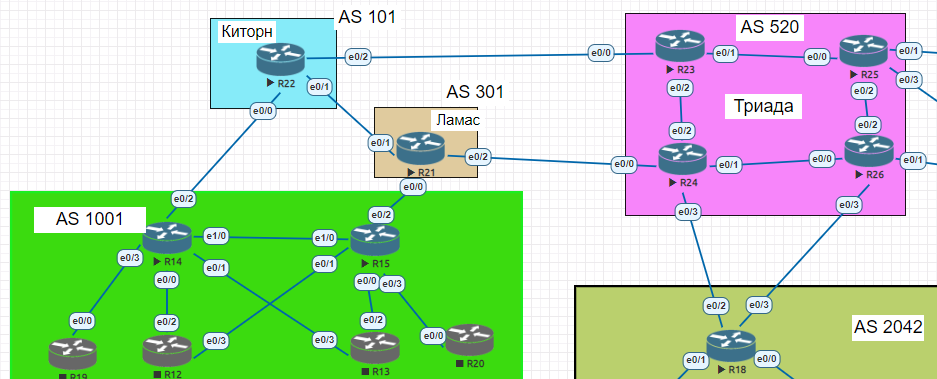 AS 101
Киторн
R22
e0/2
e0/1
e0/0
AS 301
Ламас
e0/1
R21
e0/2
e0/0
AS 520
e0/0
R23
e0/1
e0/0
R25
e0/1
e0/3
e0/2
e0/2
Триада
e0/2
e0/2
e0/0
R24
e0/1
e0/0
R26
e0/1
e0/3
e0/3
AS 1001
e0/2
R14
e1/0
e1/0
e0/2
R15
e0/3
e0/0
e0/1
e0/1
e0/0
e0/3
e0/0
R19
e0/2
R12
e0/3
e0/3
e0/2
R13
e0/0
R20
AS 2042
e0/2
e0/3
R18
e0/1
e0/0